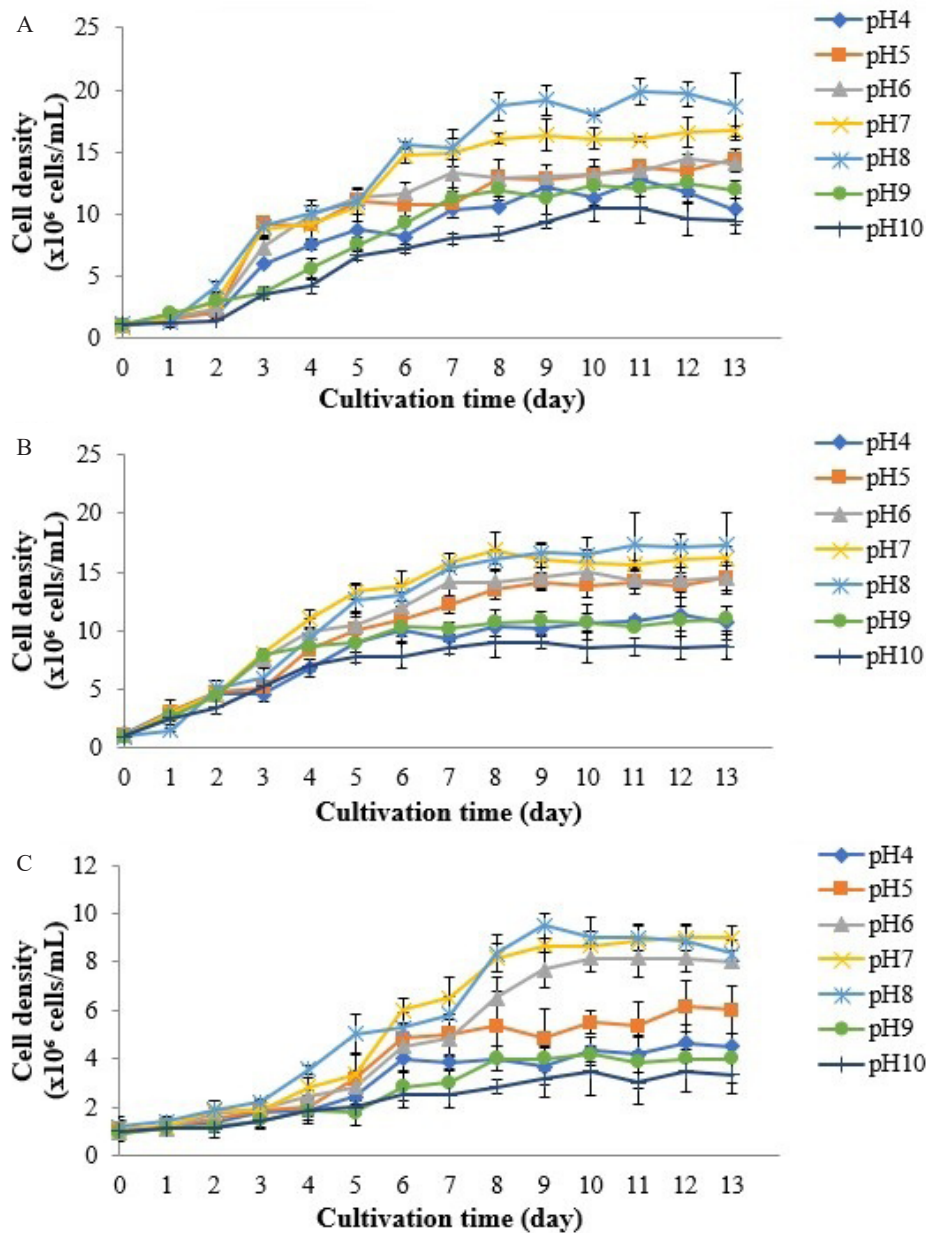 A
25
20
15
10
5
0
Cell density
(x10⁶ cells/mL)
0 1 2 3 4 5 6 7 8 9 10 11 12 13
Cultivation time (day)
pH4
pH5
pH6
pH7
pH8
pH9
pH10
B
25
20
15
10
5
0
Cell density
(x10⁶ cells/mL)
0 1 2 3 4 5 6 7 8 9 10 11 12 13
Cultivation time (day)
pH4
pH5
pH6
pH7
pH8
pH9
pH10
C
12
10
8
6
4
2
0
Cell density
(x10⁶ cells/mL)
0 1 2 3 4 5 6 7 8 9 10 11 12 13
Cultivation time (day)
pH4
pH5
pH6
pH7
pH8
pH9
pH10